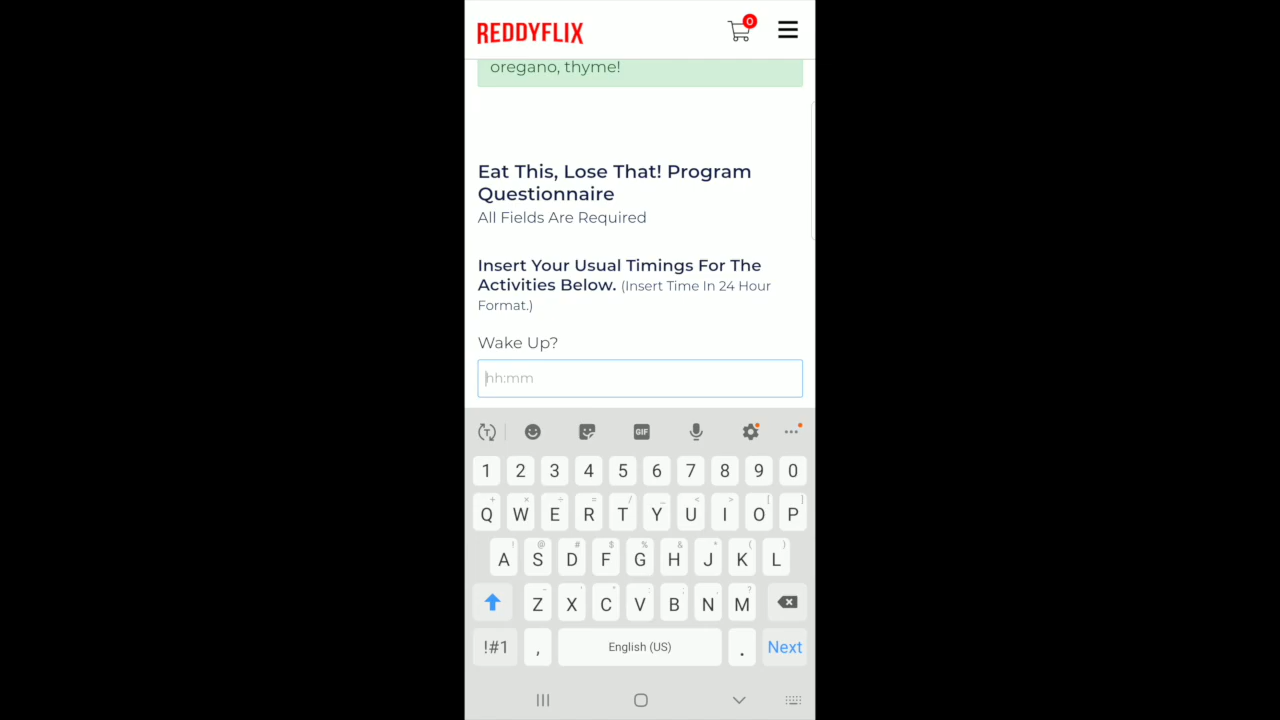 REDDYFLIX
0
oregano, thyme!
Eat This, Lose That! Program
Questionnaire
All Fields Are Required
Insert Your Usual Timings For The
Activities Below. (Insert Time In 24 Hour
Format.)
Wake Up?
hh:mm
T GIF
1 2 3 4 5 6 7 8 9 0
+ × ÷ = / _ < > [ ]
Q W E R T Y U I O P
! @ # $ % & * ( )
A S D F G H J K L
- ' " : ; , ?
Z X C V B N M
!#1 , English (US) . Next